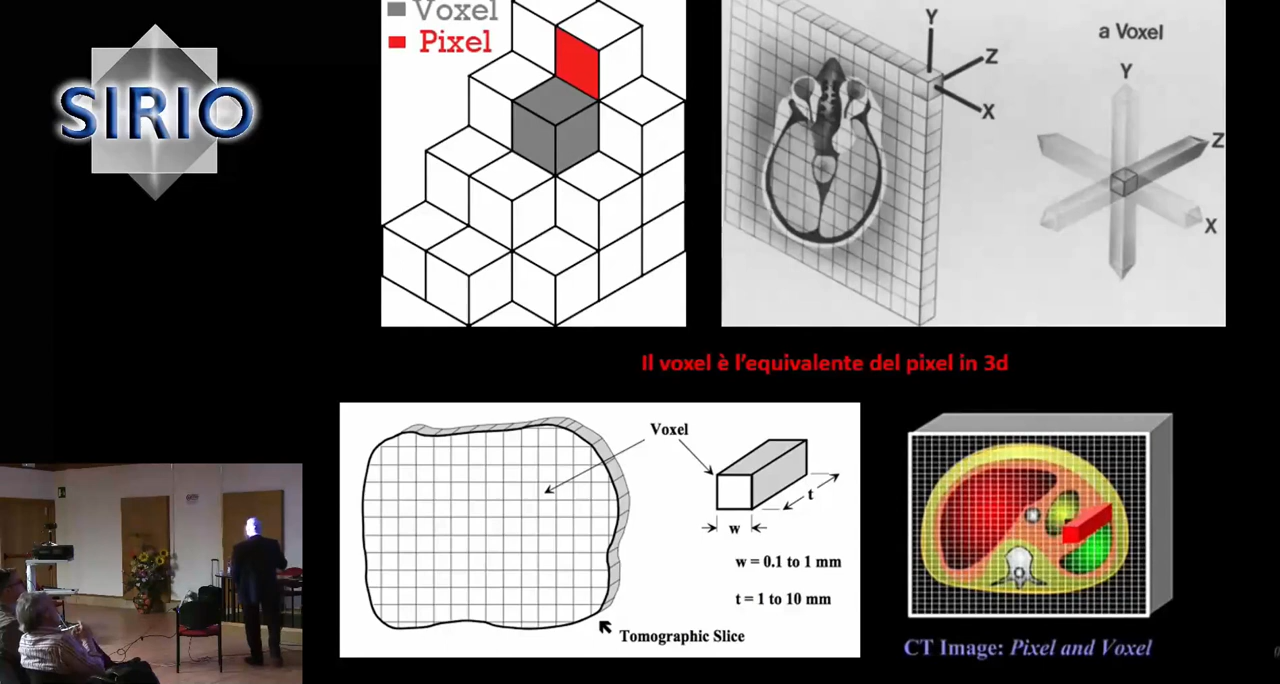 SIRIO
Voxel
Pixel
Y
Z
X
a Voxel
Y
Z
X
Il voxel è l'equivalente del pixel in 3d
Voxel
t
w
w = 0.1 to 1 mm
t = 1 to 10 mm
Tomographic Slice
CT Image: Pixel and Voxel